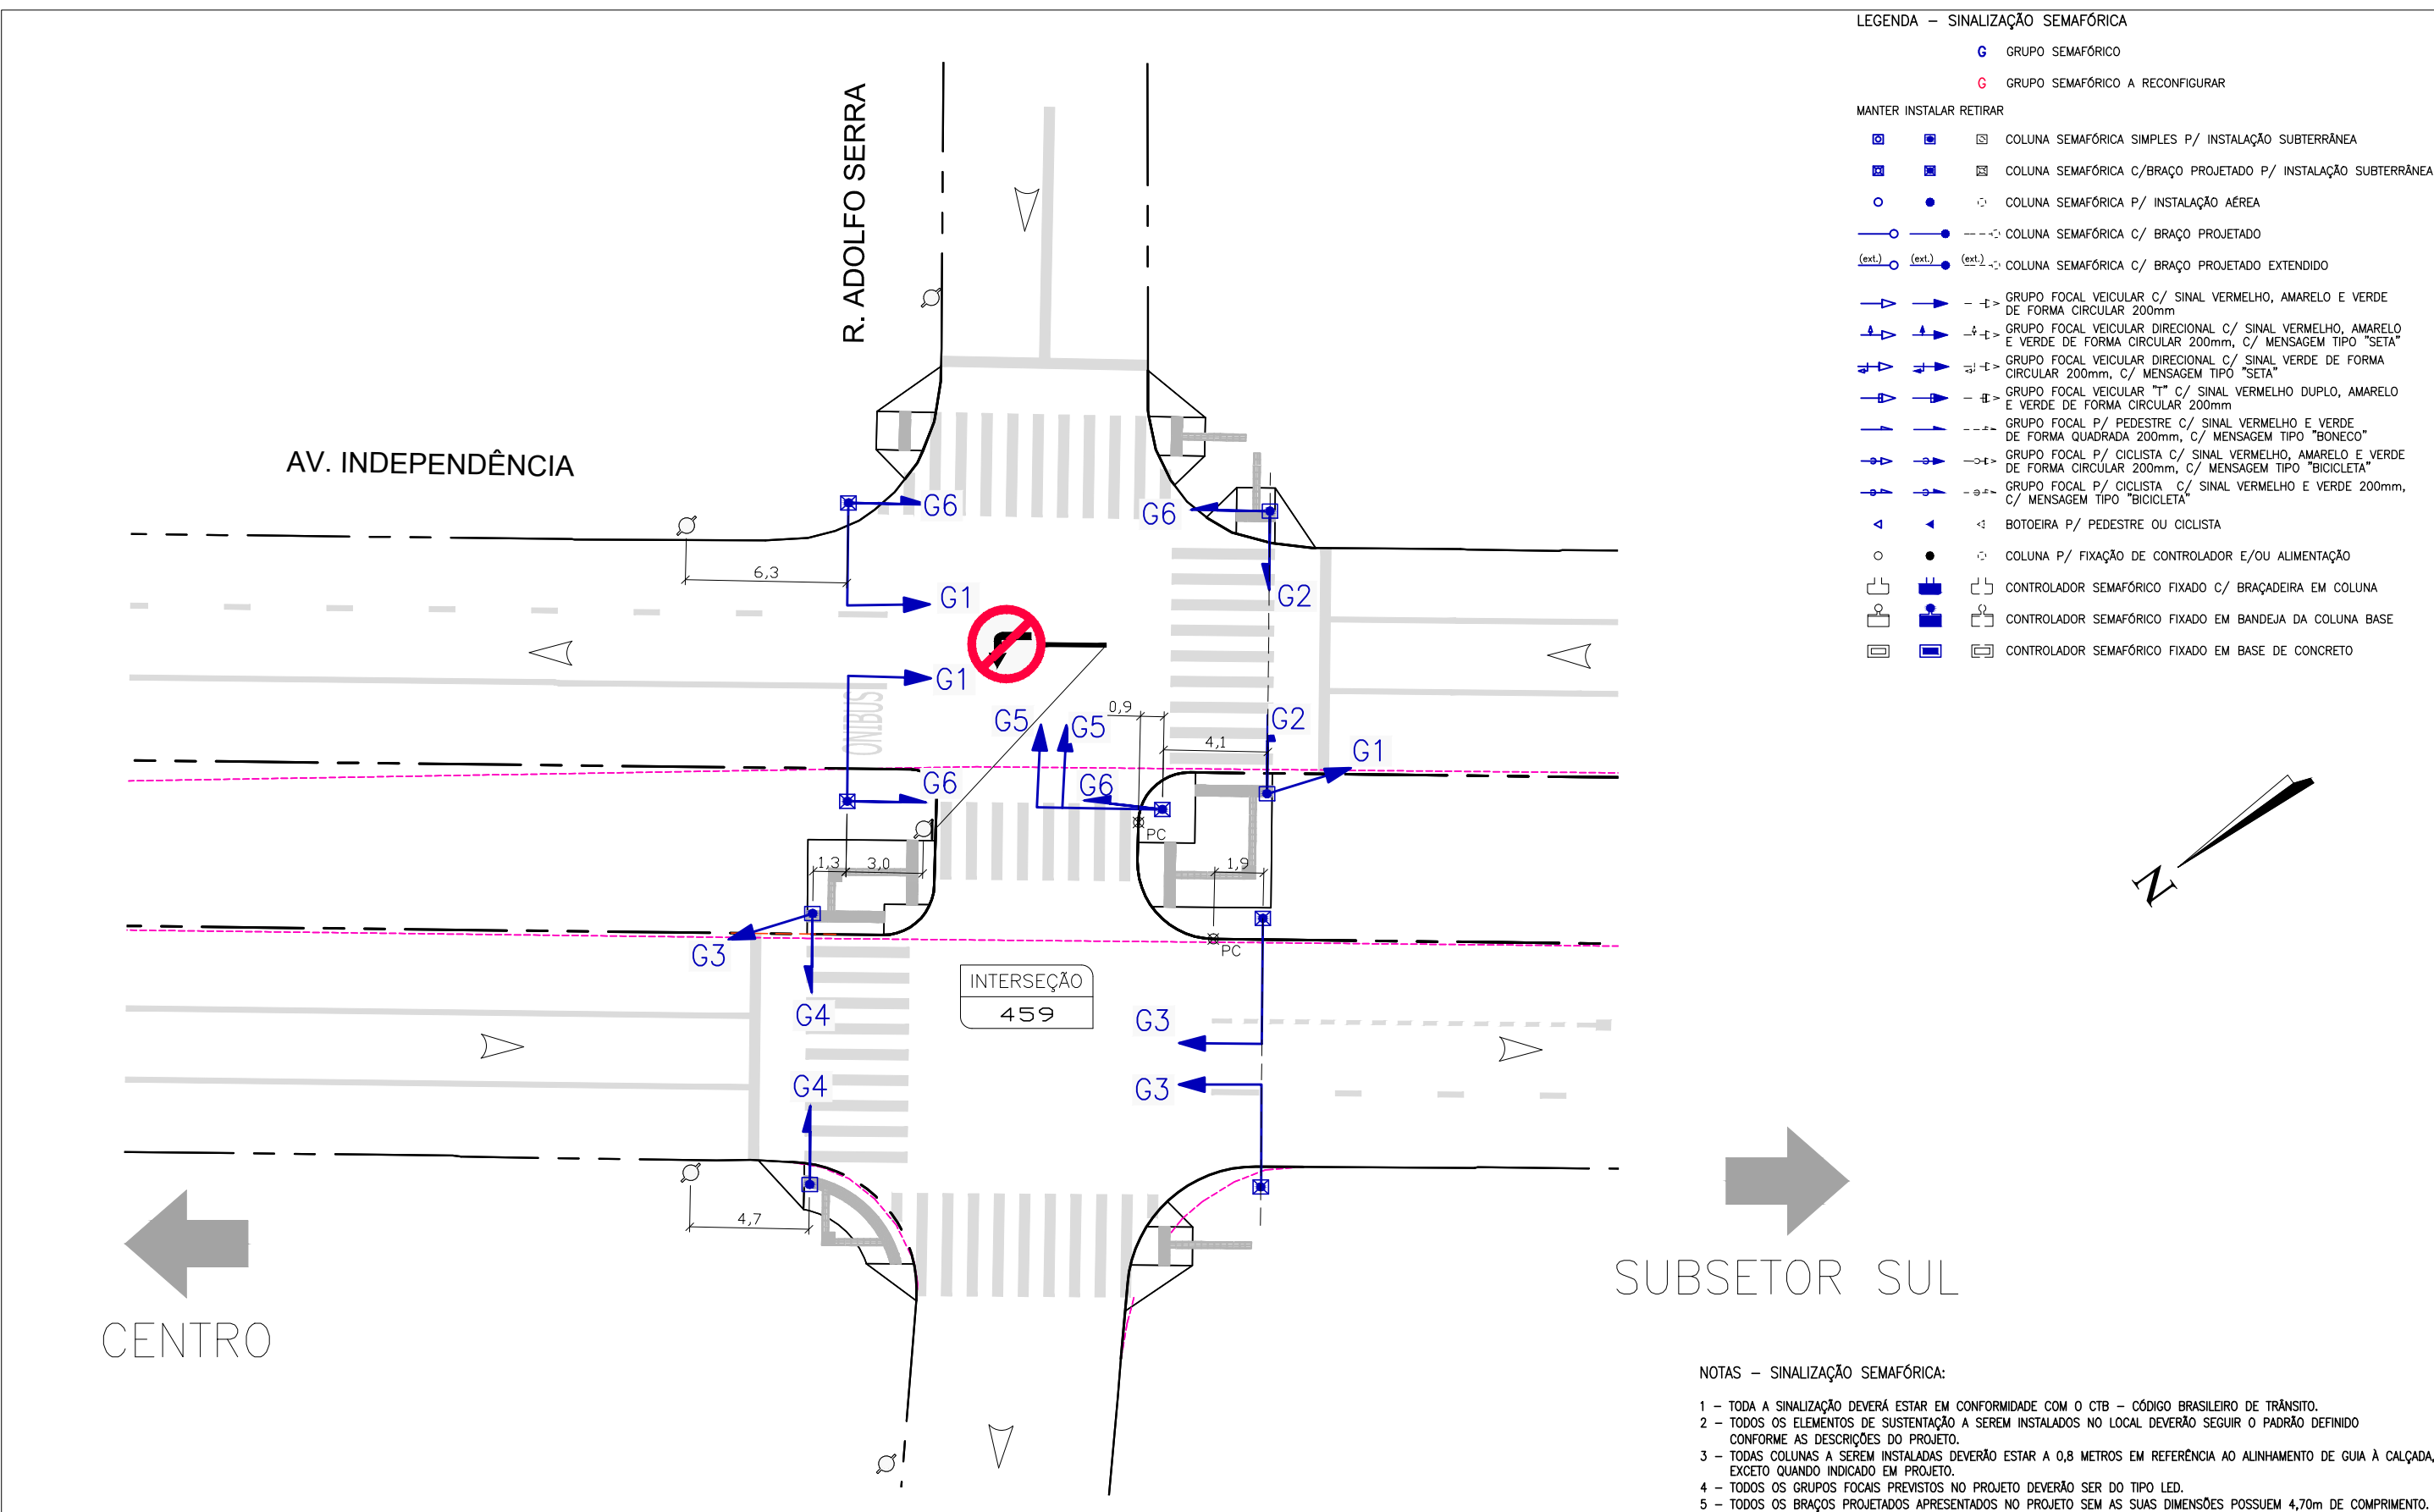 LEGENDA – SINALIZAÇÃO SEMAFÓRICA
G GRUPO SEMAFÓRICO
G GRUPO SEMAFÓRICO A RECONFIGURAR
MANTER INSTALAR RETIRAR
COLUNA SEMAFÓRICA SIMPLES P/ INSTALAÇÃO SUBTERRÂNEA
COLUNA SEMAFÓRICA C/BRAÇO PROJETADO P/ INSTALAÇÃO SUBTERRÂNEA
COLUNA SEMAFÓRICA P/ INSTALAÇÃO AÉREA
COLUNA SEMAFÓRICA C/ BRAÇO PROJETADO
(ext.) (ext.) (ext.) COLUNA SEMAFÓRICA C/ BRAÇO PROJETADO EXTENDIDO
GRUPO FOCAL VEICULAR C/ SINAL VERMELHO, AMARELO E VERDE
DE FORMA CIRCULAR 200mm
GRUPO FOCAL VEICULAR DIRECIONAL C/ SINAL VERMELHO, AMARELO
E VERDE DE FORMA CIRCULAR 200mm, C/ MENSAGEM TIPO "SETA"
GRUPO FOCAL VEICULAR DIRECIONAL C/ SINAL VERDE DE FORMA
CIRCULAR 200mm, C/ MENSAGEM TIPO "SETA"
GRUPO FOCAL VEICULAR "T" C/ SINAL VERMELHO DUPLO, AMARELO
E VERDE DE FORMA CIRCULAR 200mm
GRUPO FOCAL P/ PEDESTRE C/ SINAL VERMELHO E VERDE
DE FORMA QUADRADA 200mm, C/ MENSAGEM TIPO "BONECO"
GRUPO FOCAL P/ CICLISTA C/ SINAL VERMELHO, AMARELO E VERDE
DE FORMA CIRCULAR 200mm, C/ MENSAGEM TIPO "BICICLETA"
GRUPO FOCAL P/ CICLISTA C/ SINAL VERMELHO E VERDE 200mm,
C/ MENSAGEM TIPO "BICICLETA"
BOTOEIRA P/ PEDESTRE OU CICLISTA
COLUNA P/ FIXAÇÃO DE CONTROLADOR E/OU ALIMENTAÇÃO
CONTROLADOR SEMAFÓRICO FIXADO C/ BRAÇADEIRA EM COLUNA
CONTROLADOR SEMAFÓRICO FIXADO EM BANDEJA DA COLUNA BASE
CONTROLADOR SEMAFÓRICO FIXADO EM BASE DE CONCRETO
R. ADOLFO SERRA
AV. INDEPENDÊNCIA
G6
G6
6,3
G1
G2
G1
ÔNIBUS
0,9
G5
G5
G2
4,1
G1
G6
G6
PC
1,3
3,0
1,9
G3
PC
G4
INTERSEÇÃO
459
G3
G4
G3
4,7
N
CENTRO
SUBSETOR SUL
NOTAS – SINALIZAÇÃO SEMAFÓRICA:
1 – TODA A SINALIZAÇÃO DEVERÁ ESTAR EM CONFORMIDADE COM O CTB – CÓDIGO BRASILEIRO DE TRÂNSITO.
2 – TODOS OS ELEMENTOS DE SUSTENTAÇÃO A SEREM INSTALADOS NO LOCAL DEVERÃO SEGUIR O PADRÃO DEFINIDO
CONFORME AS DESCRIÇÕES DO PROJETO.
3 – TODAS COLUNAS A SEREM INSTALADAS DEVERÃO ESTAR A 0,8 METROS EM REFERÊNCIA AO ALINHAMENTO DE GUIA À CALÇADA,
EXCETO QUANDO INDICADO EM PROJETO.
4 – TODOS OS GRUPOS FOCAIS PREVISTOS NO PROJETO DEVERÃO SER DO TIPO LED.
5 – TODOS OS BRAÇOS PROJETADOS APRESENTADOS NO PROJETO SEM AS SUAS DIMENSÕES POSSUEM 4,70m DE COMPRIMENTO.